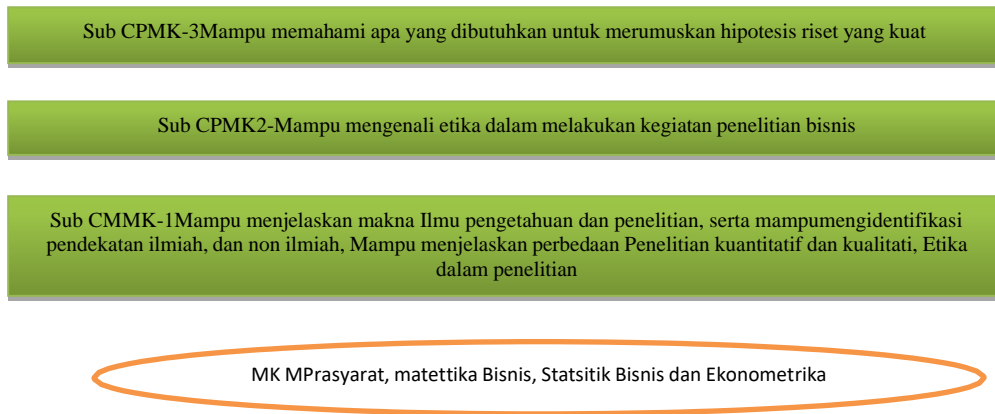 Sub CPMK-3Mampu memahami apa yang dibutuhkan untuk merumuskan hipotesis riset yang kuat
Sub CPMK2-Mampu mengenali etika dalam melakukan kegiatan penelitian bisnis
Sub CMMK-1Mampu menjelaskan makna Ilmu pengetahuan dan penelitian, serta mampumengidentifikasi
pendekatan ilmiah, dan non ilmiah, Mampu menjelaskan perbedaan Penelitian kuantitatif dan kualitati, Etika
dalam penelitian
MK MPrasyarat, matettika Bisnis, Statsitik Bisnis dan Ekonometrika